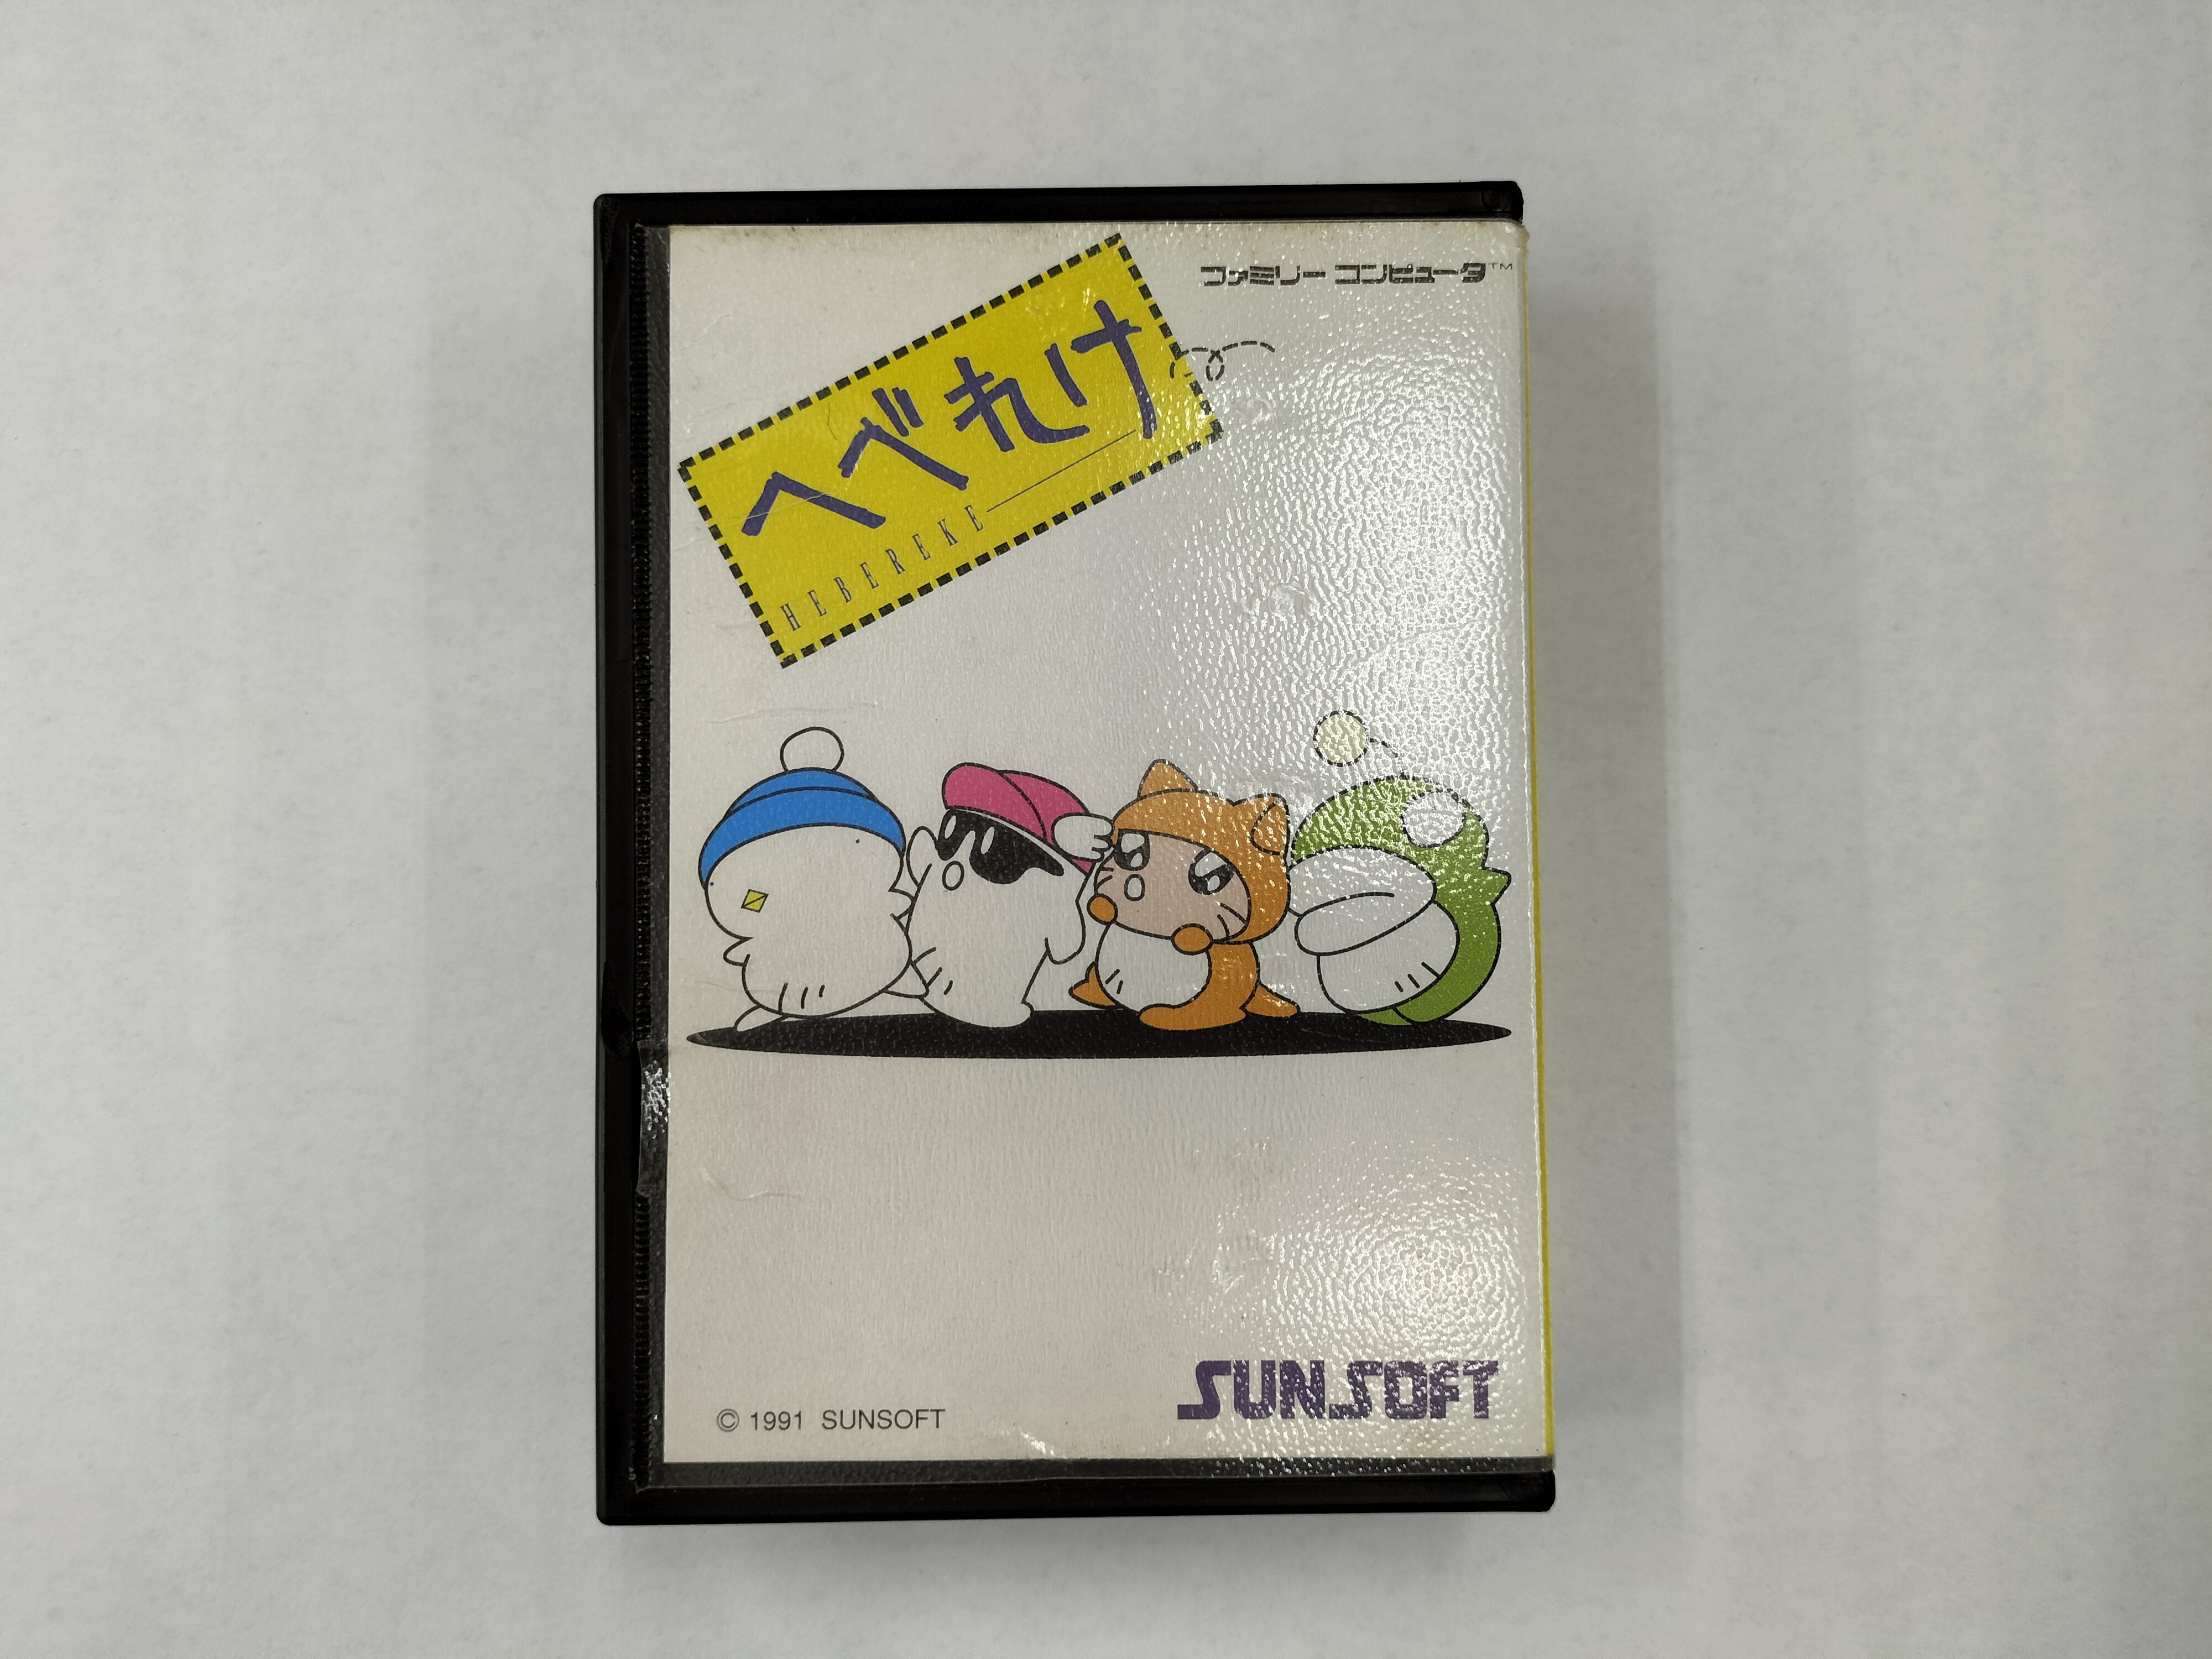 ファミリーコンピュータ™
へべれけ
HEBEREKE
© 1991 SUNSOFT
SUNSOFT